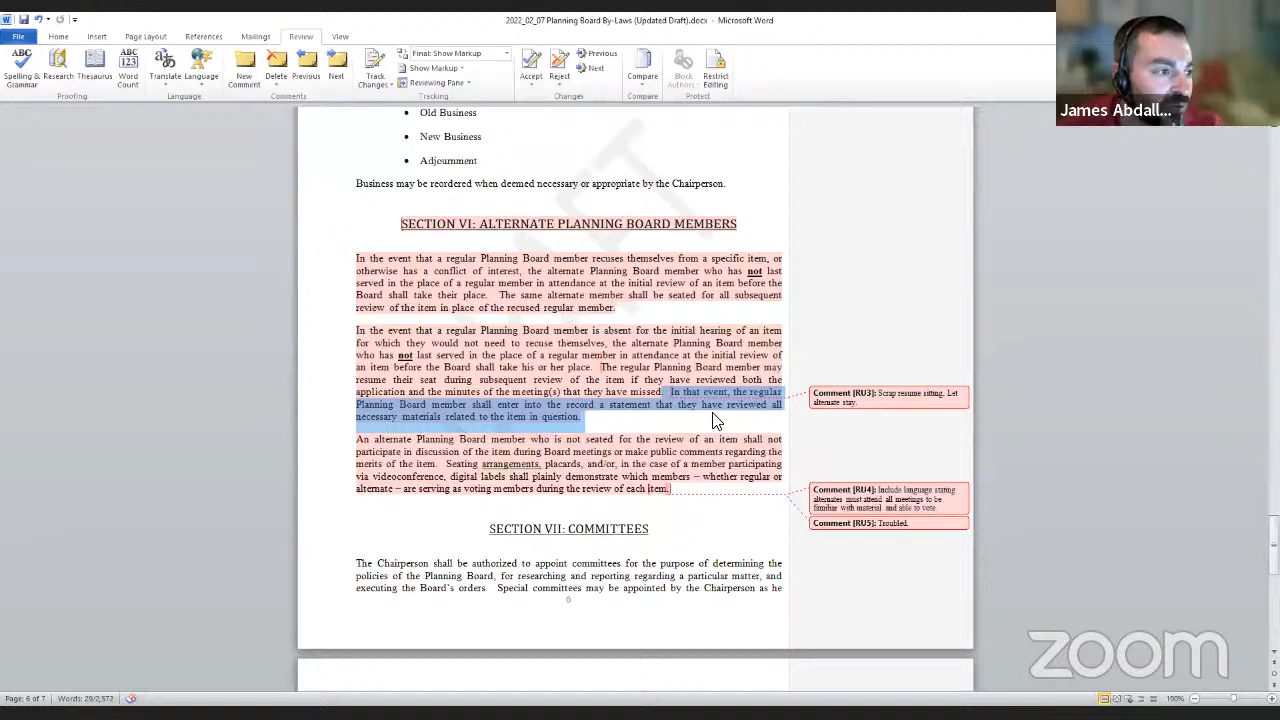 2022_02_07 Planning Board By-Laws (Updated Draft).docx - Microsoft Word
File Home Insert Page Layout References Mailings Review View
Spelling & Grammar Research Thesaurus Word Count Translate Language New Comment Delete Previous Next Track Changes Final: Show Markup Show Markup Reviewing Pane Accept Reject Previous Next Compare Block Authors Restrict Editing
Proofing Language Comments Tracking Changes Compare Protect
James Abdall...
Old Business
New Business
Adjournment
Business may be reordered when deemed necessary or appropriate by the Chairperson.
SECTION VI: ALTERNATE PLANNING BOARD MEMBERS
In the event that a regular Planning Board member recuses themselves from a specific item, or
otherwise has a conflict of interest, the alternate Planning Board member who has not last
served in the place of a regular member in attendance at the initial review of an item before the
Board shall take their place. The same alternate member shall be seated for all subsequent
review of the item in place of the recused regular member.
In the event that a regular Planning Board member is absent for the initial hearing of an item
for which they would not need to recuse themselves, the alternate Planning Board member
who has not last served in the place of a regular member in attendance at the initial review of
an item before the Board shall take his or her place. The regular Planning Board member may
resume their seat during subsequent review of the item if they have reviewed both the
application and the minutes of the meeting(s) that they have missed. In that event, the regular
Planning Board member shall enter into the record a statement that they have reviewed all
necessary materials related to the item in question.
Comment [RU3]: Scrap resume sitting. Let
alternate stay.
An alternate Planning Board member who is not seated for the review of an item shall not
participate in discussion of the item during Board meetings or make public comments regarding the
merits of the item. Seating arrangements, placards, and/or, in the case of a member participating
via videoconference, digital labels shall plainly demonstrate which members – whether regular or
alternate – are serving as voting members during the review of each item.
Comment [RU4]: Include language stating
alternates must attend all meetings to be
familiar with material and able to vote.
Comment [RU5]: Troubled.
SECTION VII: COMMITTEES
The Chairperson shall be authorized to appoint committees for the purpose of determining the
policies of the Planning Board, for researching and reporting regarding a particular matter, and
executing the Board's orders. Special committees may be appointed by the Chairperson as he
6
DRAFT
zoom
Page: 6 of 7 Words: 29/2,572 100%